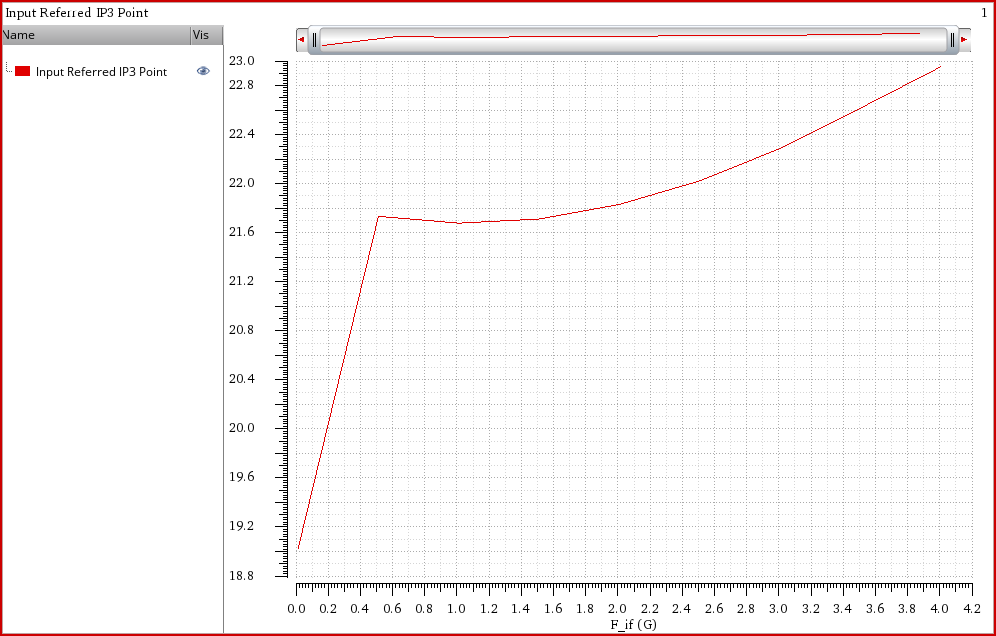 Input Referred IP3 Point 1
Name Vis
Input Referred IP3 Point
23.0
22.8
22.4
22.0
21.6
21.2
20.8
20.4
20.0
19.6
19.2
18.8
0.0 0.2 0.4 0.6 0.8 1.0 1.2 1.4 1.6 1.8 2.0 2.2 2.4 2.6 2.8 3.0 3.2 3.4 3.6 3.8 4.0 4.2
F_if (G)